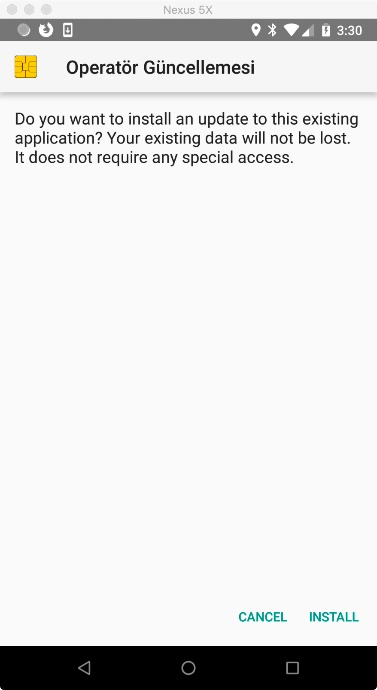 Nexus 5X
3:30
Operatör Güncellemesi
Do you want to install an update to this existing
application? Your existing data will not be lost.
It does not require any special access.
CANCEL INSTALL